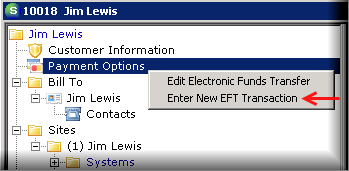 10018 Jim Lewis
Jim Lewis
Customer Information
Payment Options
Edit Electronic Funds Transfer
Bill To
Enter New EFT Transaction
Jim Lewis
Contacts
Sites
(1) Jim Lewis
Systems